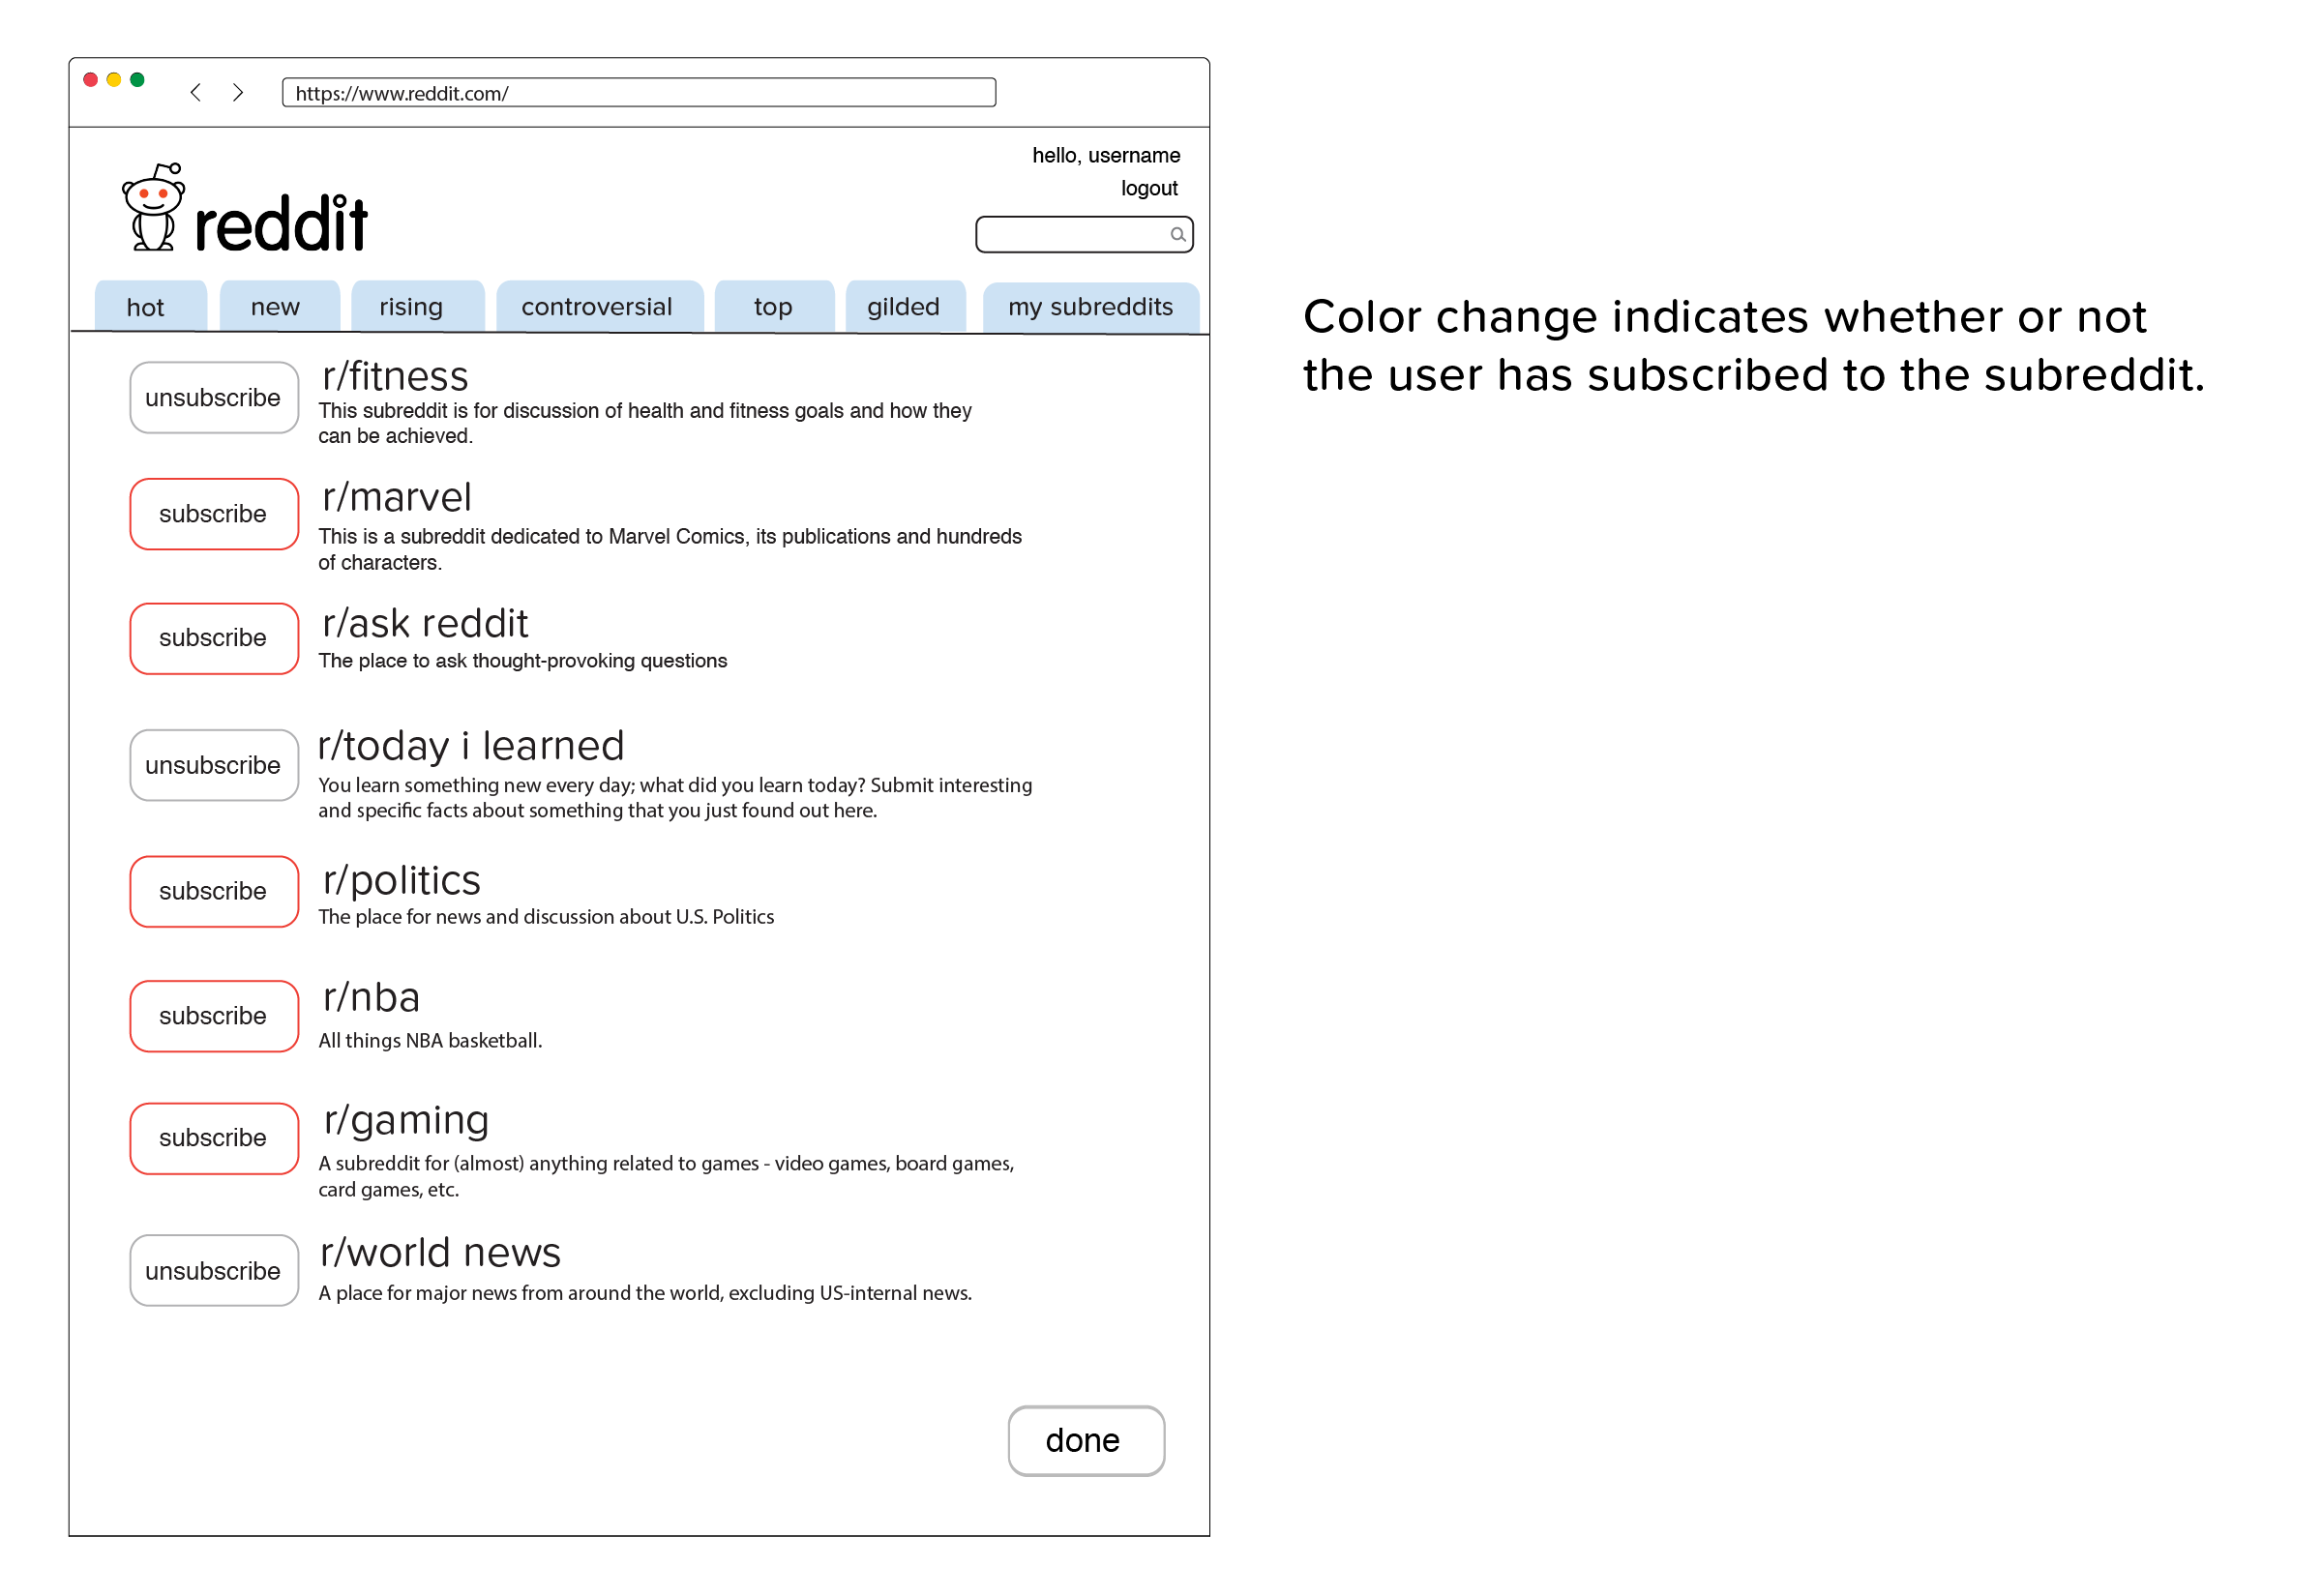 https://www.reddit.com/
hello, username
logout
reddit
hot new rising controversial top gilded my subreddits
Color change indicates whether or not
the user has subscribed to the subreddit.
unsubscribe
r/fitness
This subreddit is for discussion of health and fitness goals and how they
can be achieved.
subscribe
r/marvel
This is a subreddit dedicated to Marvel Comics, its publications and hundreds
of characters.
subscribe
r/ask reddit
The place to ask thought-provoking questions
unsubscribe
r/today i learned
You learn something new every day; what did you learn today? Submit interesting
and specific facts about something that you just found out here.
subscribe
r/politics
The place for news and discussion about U.S. Politics
subscribe
r/nba
All things NBA basketball.
subscribe
r/gaming
A subreddit for (almost) anything related to games - video games, board games,
card games, etc.
unsubscribe
r/world news
A place for major news from around the world, excluding US-internal news.
done